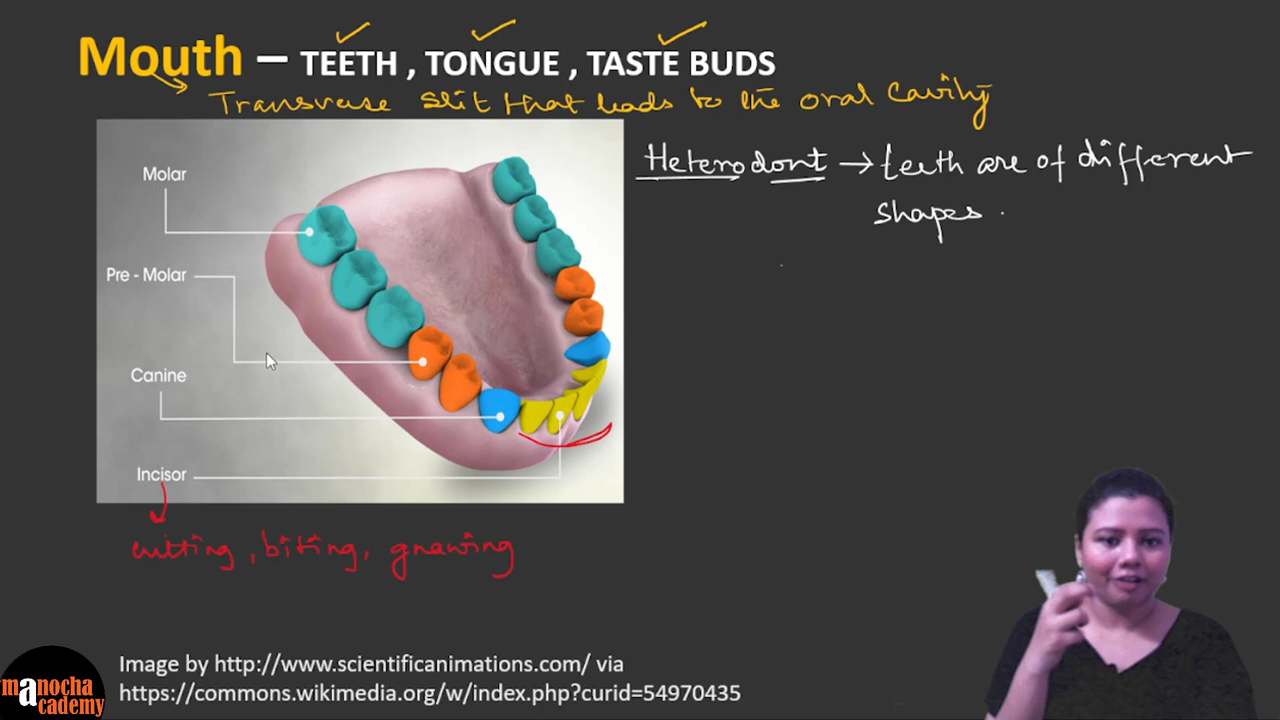 Mouth – TEETH , TONGUE , TASTE BUDS
Transverse slit that leads to the oral cavity
Heterodont → teeth are of different
shapes .
Molar
Pre - Molar
Canine
Incisor
cutting, biting, gnawing
Image by http://www.scientificanimations.com/ via
https://commons.wikimedia.org/w/index.php?curid=54970435
manocha
academy